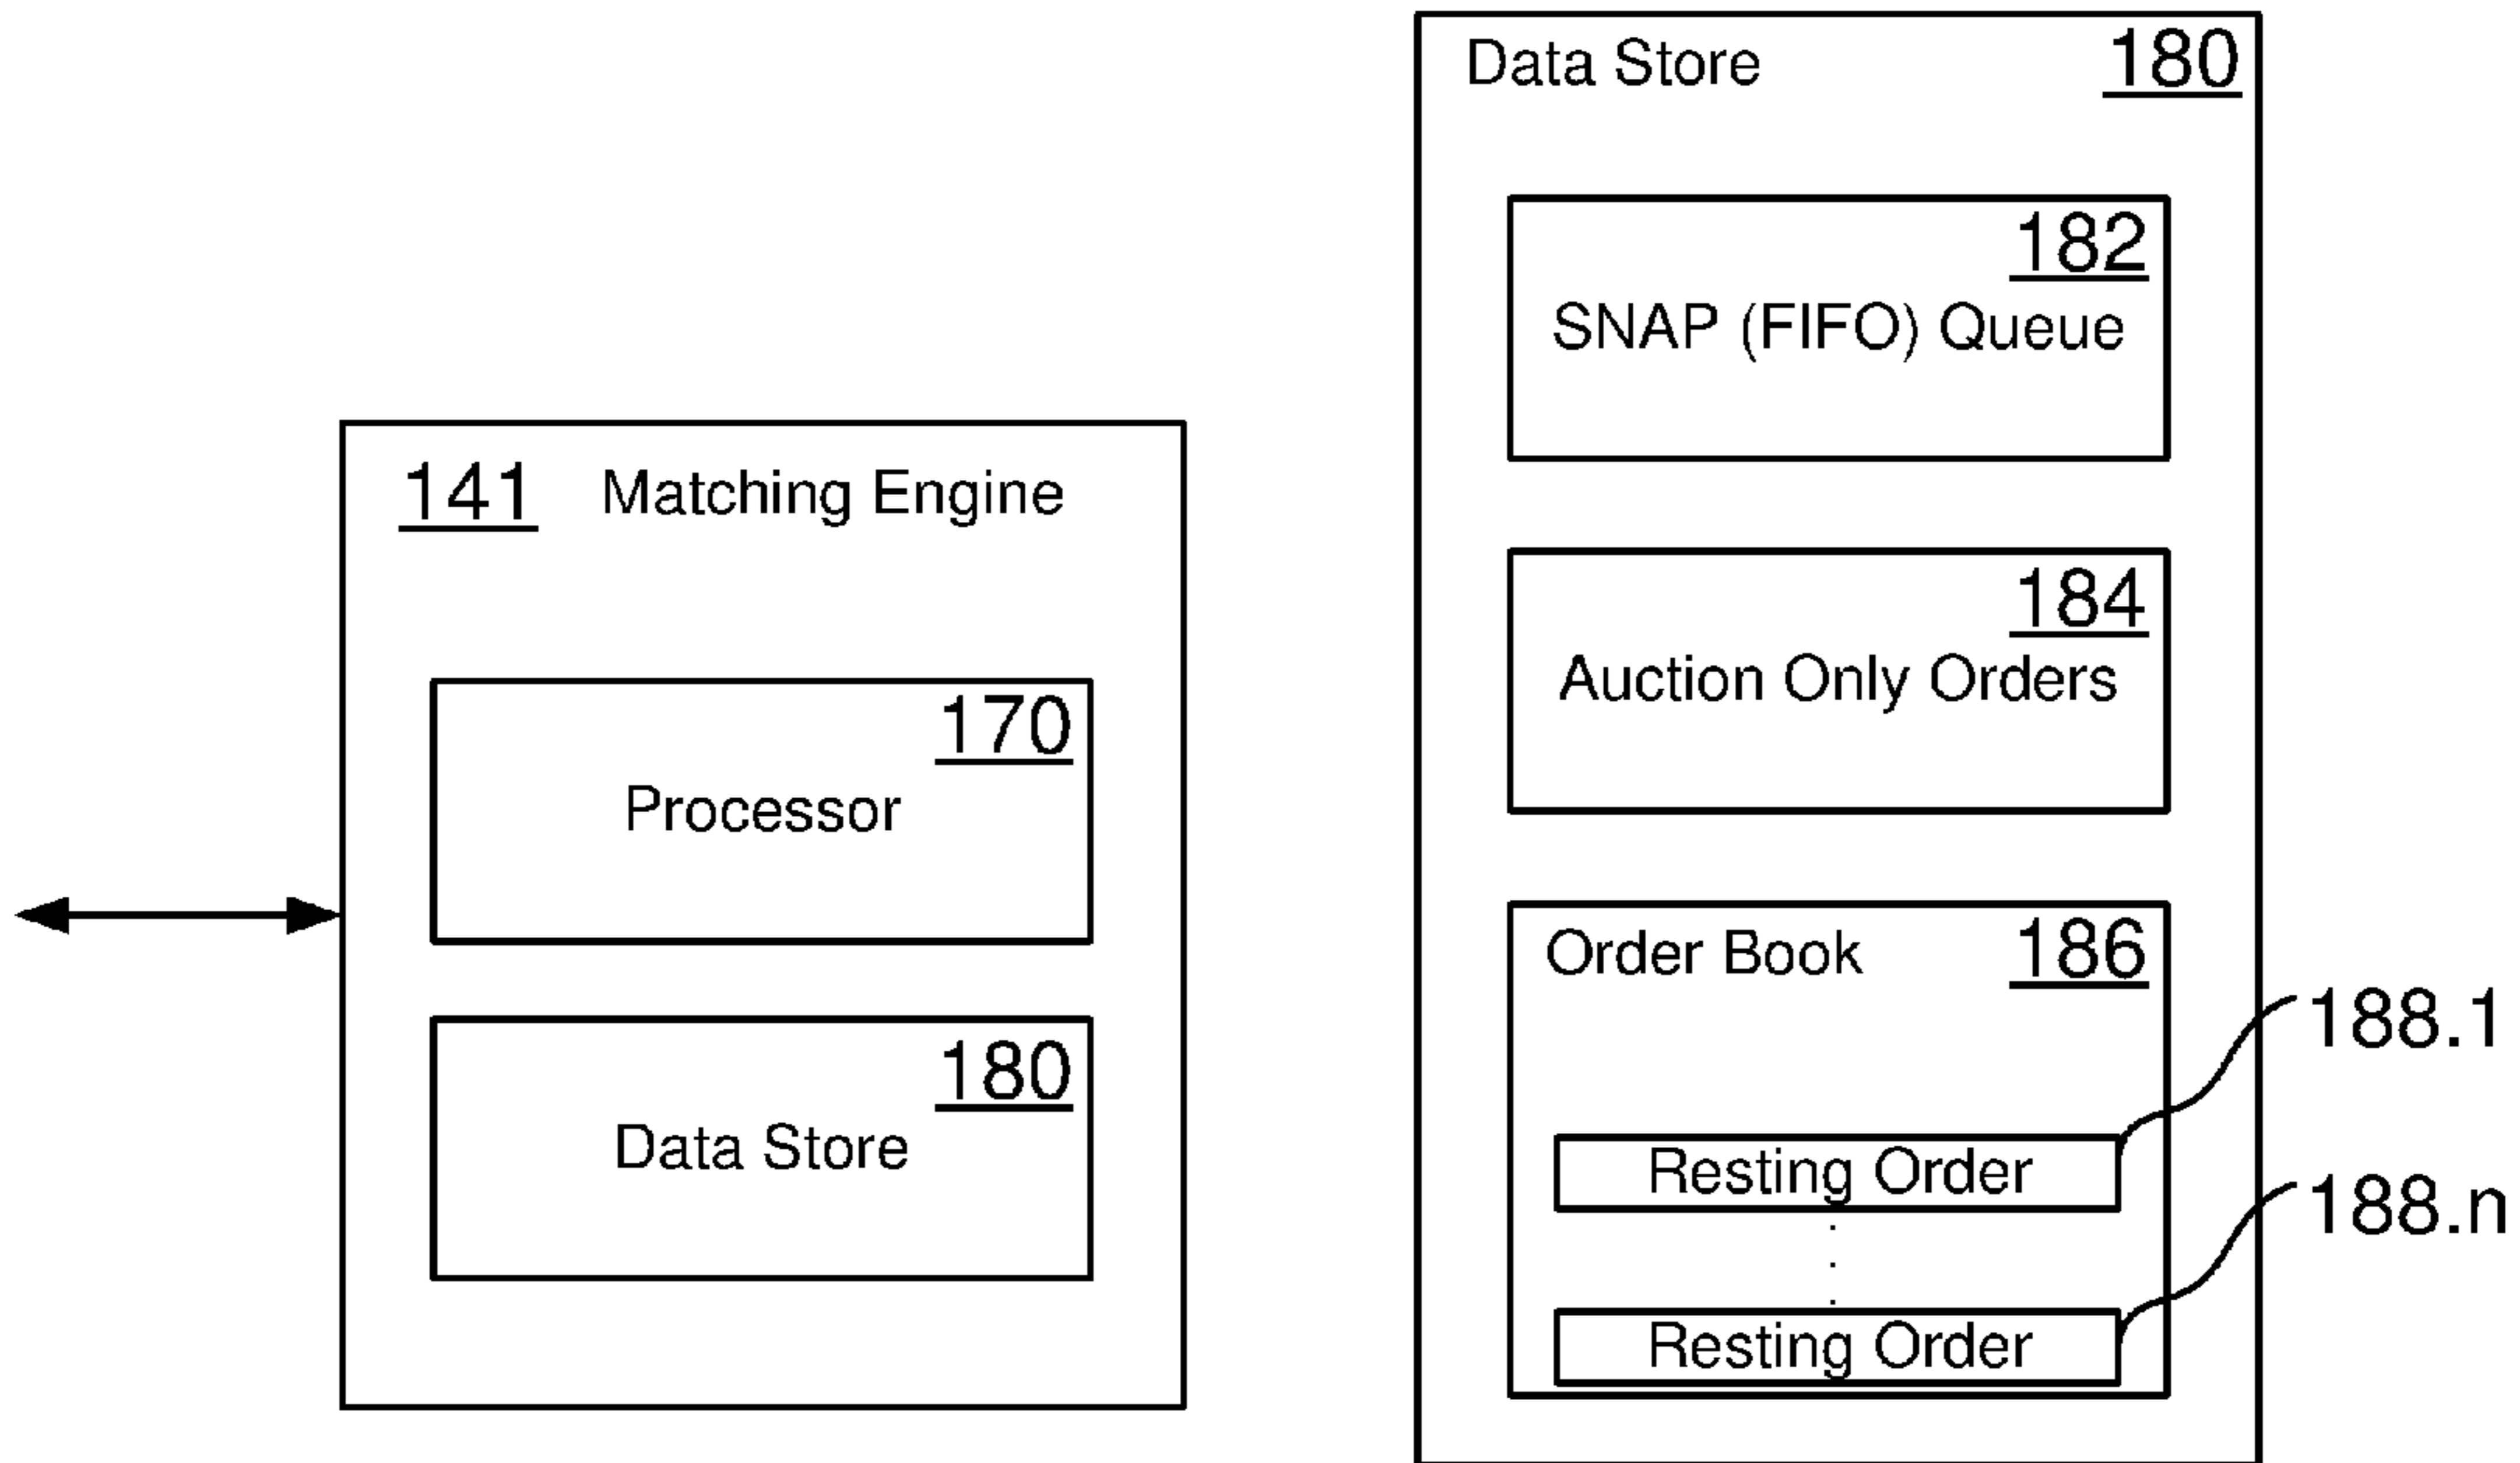 141 Matching Engine
170
Processor
180
Data Store
Data Store 180
182
SNAP (FIFO) Queue
184
Auction Only Orders
Order Book 186
Resting Order
188.1
Resting Order
188.n